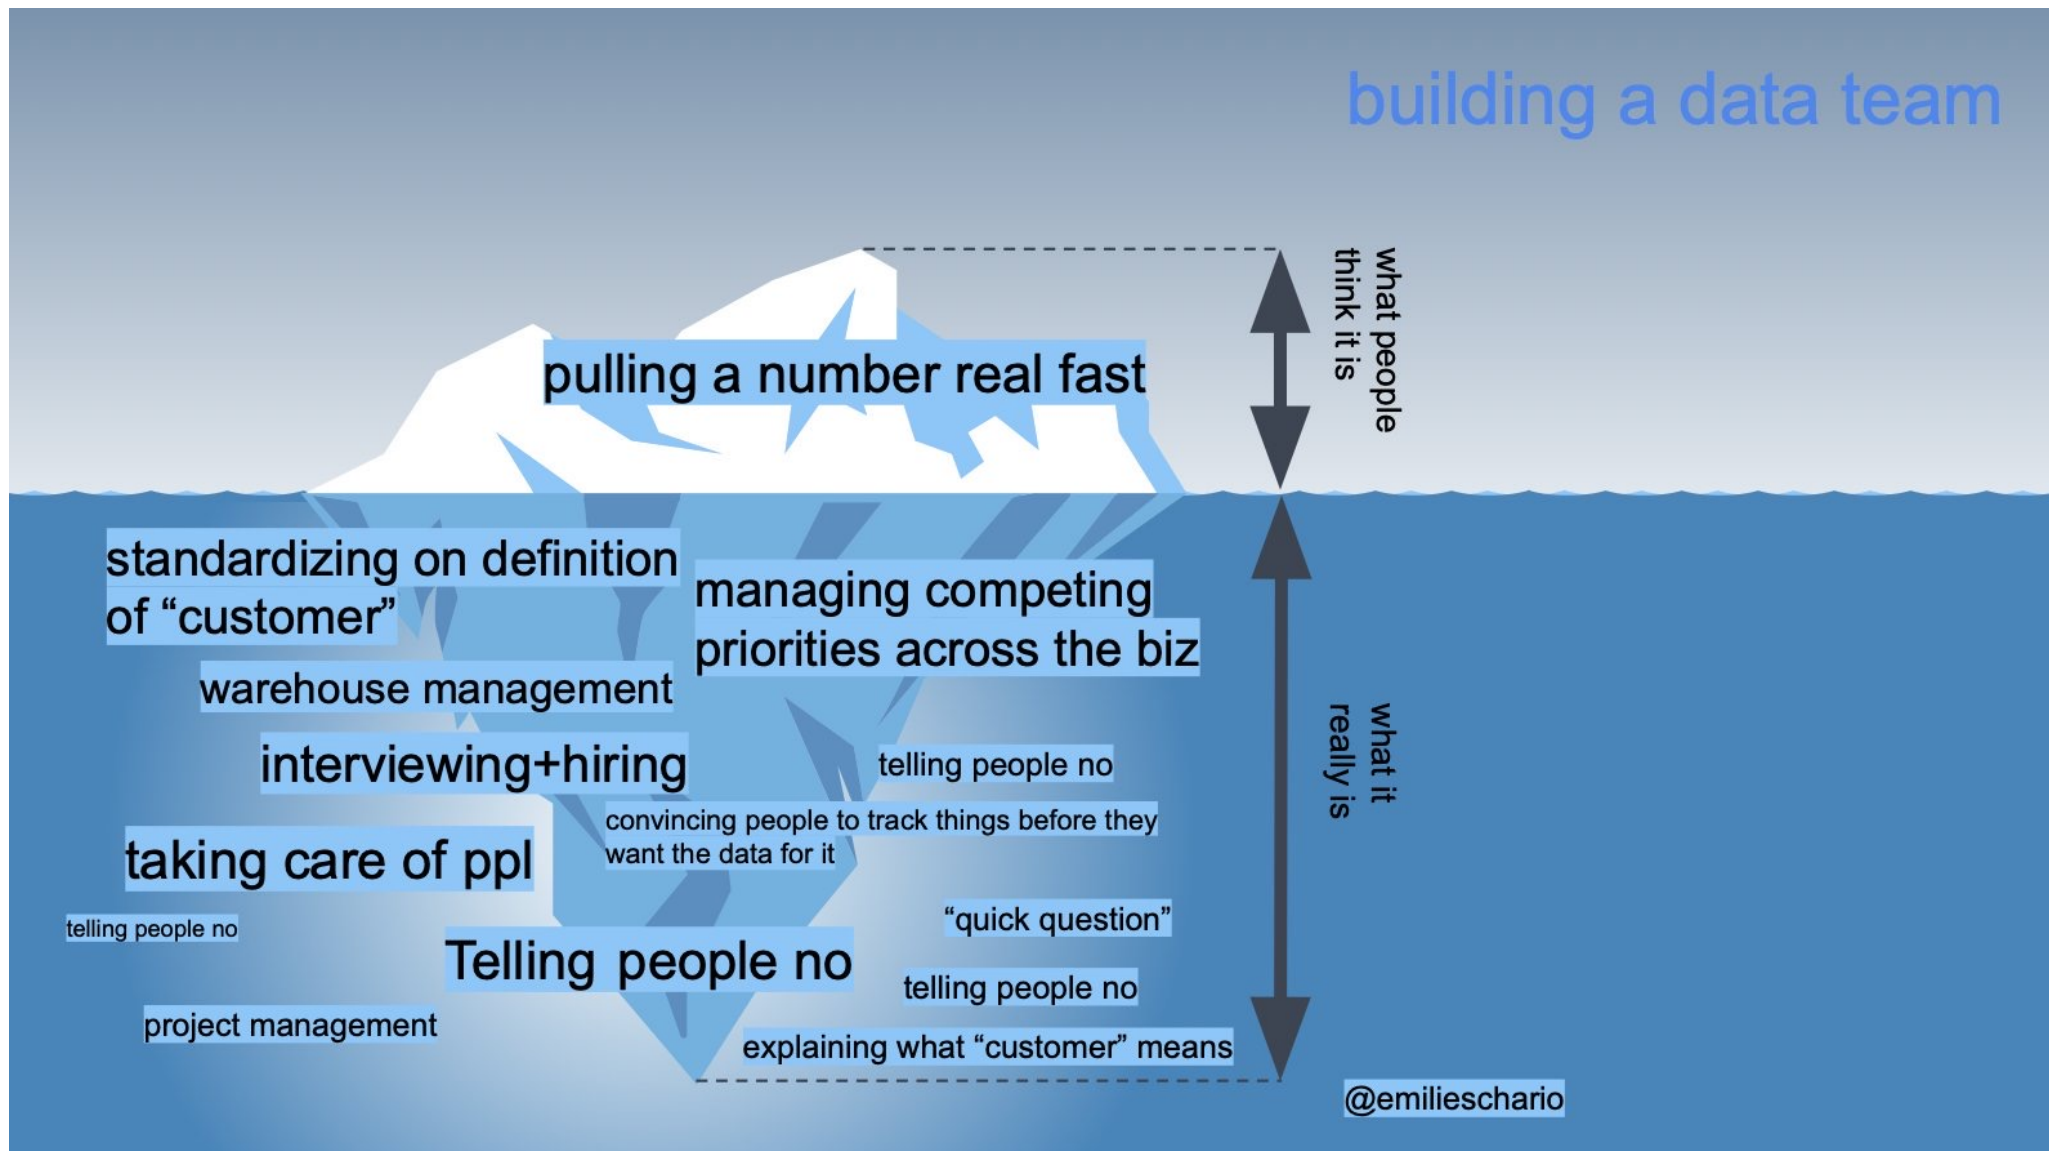 building a data team
what people
think it is
pulling a number real fast
standardizing on definition
of “customer”
managing competing
priorities across the biz
warehouse management
what it
really is
interviewing+hiring
telling people no
convincing people to track things before they
want the data for it
taking care of ppl
telling people no
“quick question”
Telling people no
telling people no
project management
explaining what “customer” means
@emilieschario